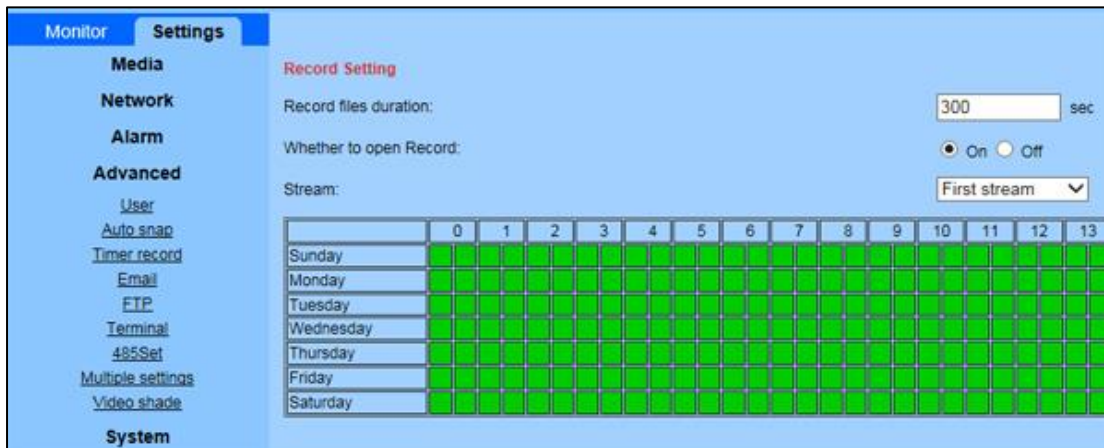 Monitor Settings
Media
Network
Alarm
Advanced
User
Auto snap
Timer record
Email
FTP
Terminal
485Set
Multiple settings
Video shade
System
Record Setting
Record files duration: 300 sec
Whether to open Record: On Off
Stream: First stream
0 1 2 3 4 5 6 7 8 9 10 11 12 13
Sunday
Monday
Tuesday
Wednesday
Thursday
Friday
Saturday